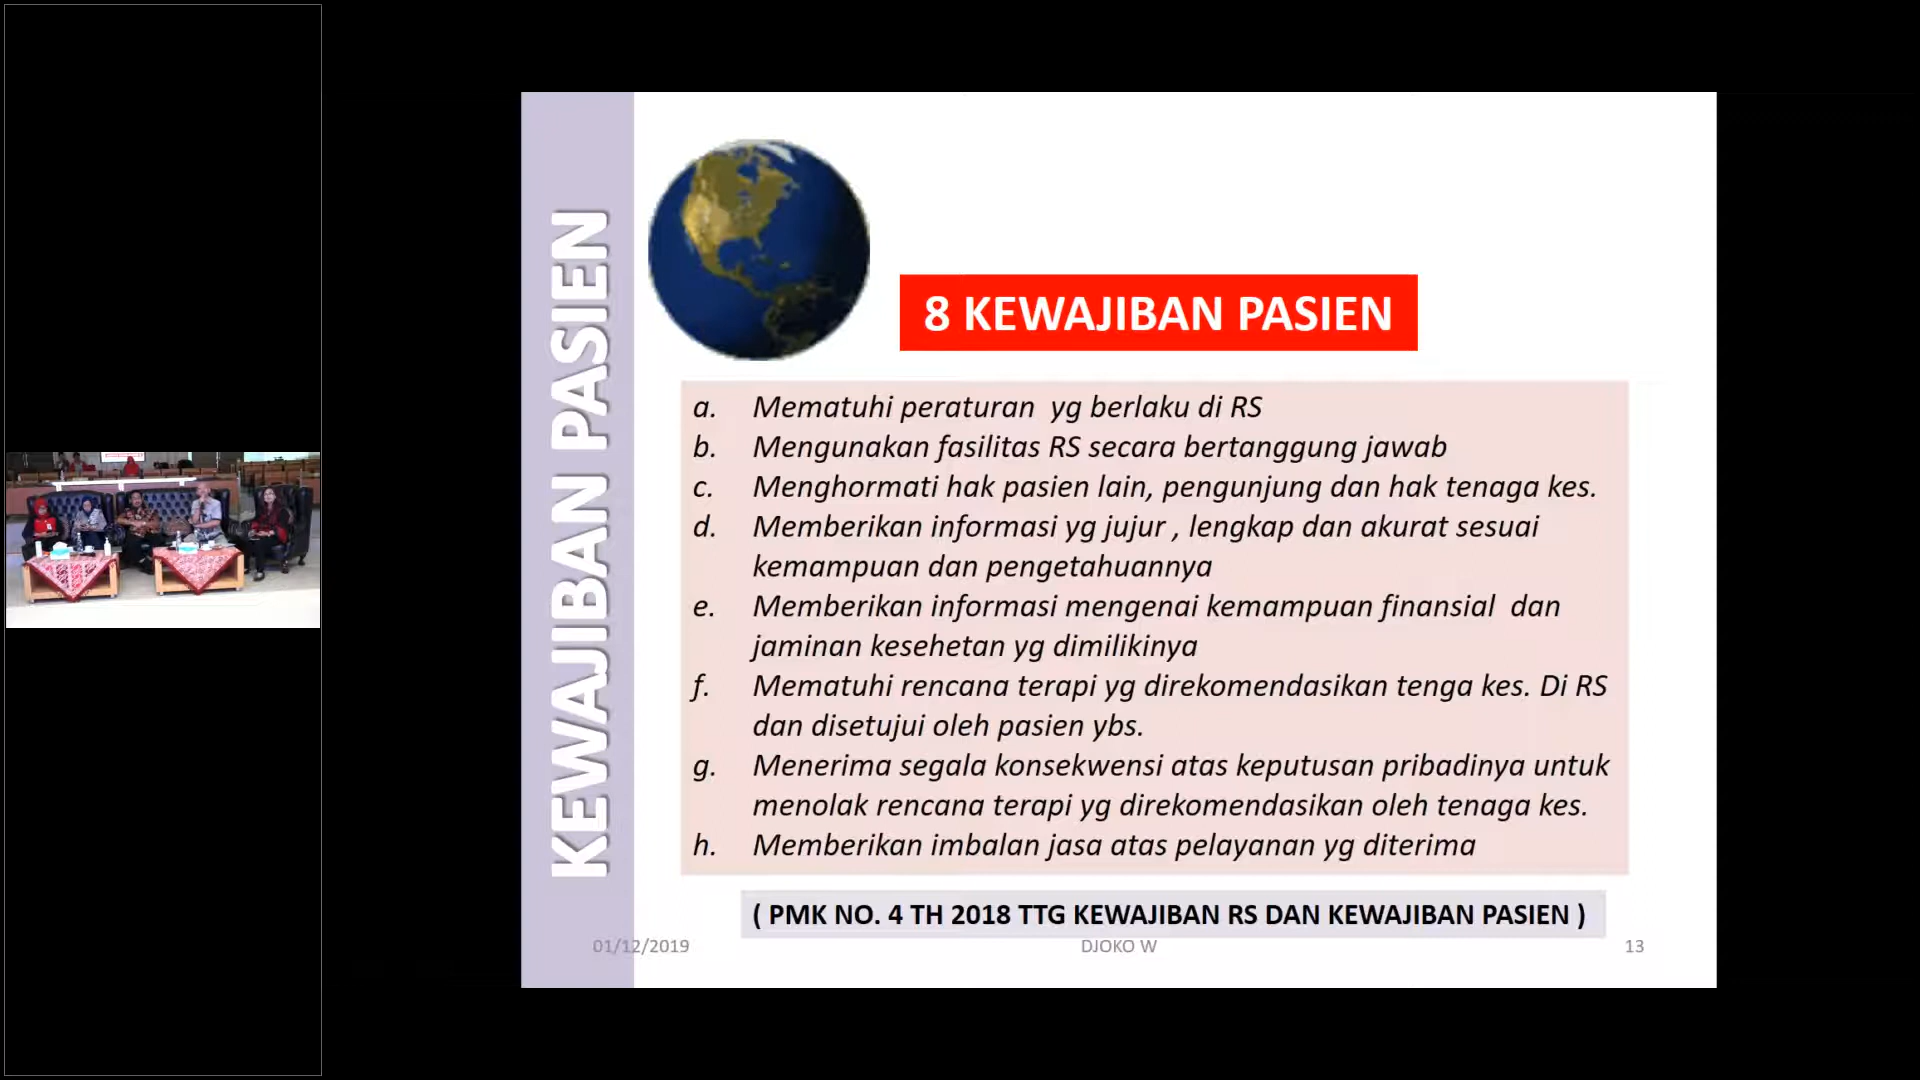 KEWAJIBAN PASIEN
8 KEWAJIBAN PASIEN
a. Mematuhi peraturan yg berlaku di RS
b. Mengunakan fasilitas RS secara bertanggung jawab
c. Menghormati hak pasien lain, pengunjung dan hak tenaga kes.
d. Memberikan informasi yg jujur , lengkap dan akurat sesuai
kemampuan dan pengetahuannya
e. Memberikan informasi mengenai kemampuan finansial dan
jaminan kesehetan yg dimilikinya
f. Mematuhi rencana terapi yg direkomendasikan tenga kes. Di RS
dan disetujui oleh pasien ybs.
g. Menerima segala konsekwensi atas keputusan pribadinya untuk
menolak rencana terapi yg direkomendasikan oleh tenaga kes.
h. Memberikan imbalan jasa atas pelayanan yg diterima
( PMK NO. 4 TH 2018 TTG KEWAJIBAN RS DAN KEWAJIBAN PASIEN )
01/12/2019 DJOKO W 13